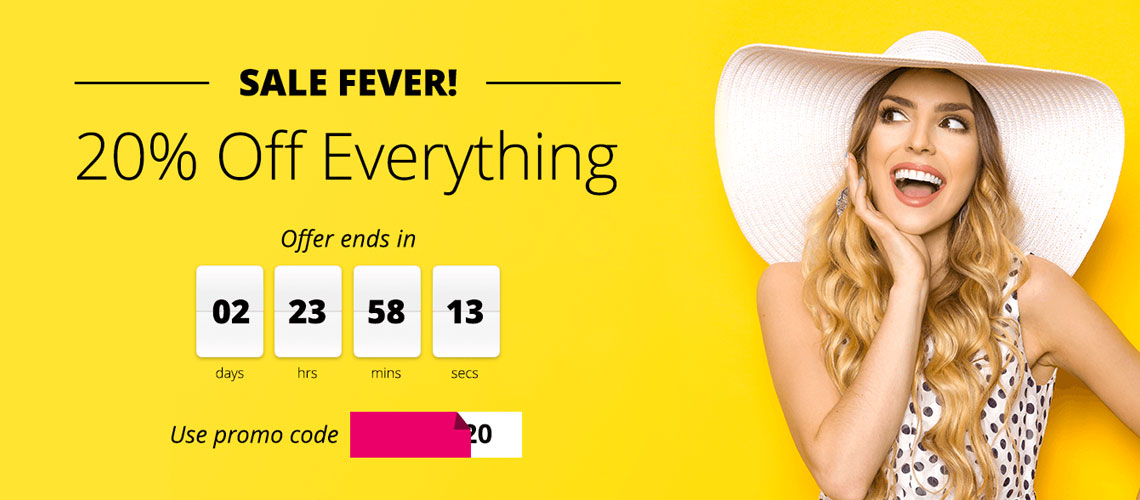 SALE FEVER!
20% Off Everything
Offer ends in
02 23 58 13
days hrs mins secs
Use promo code 20